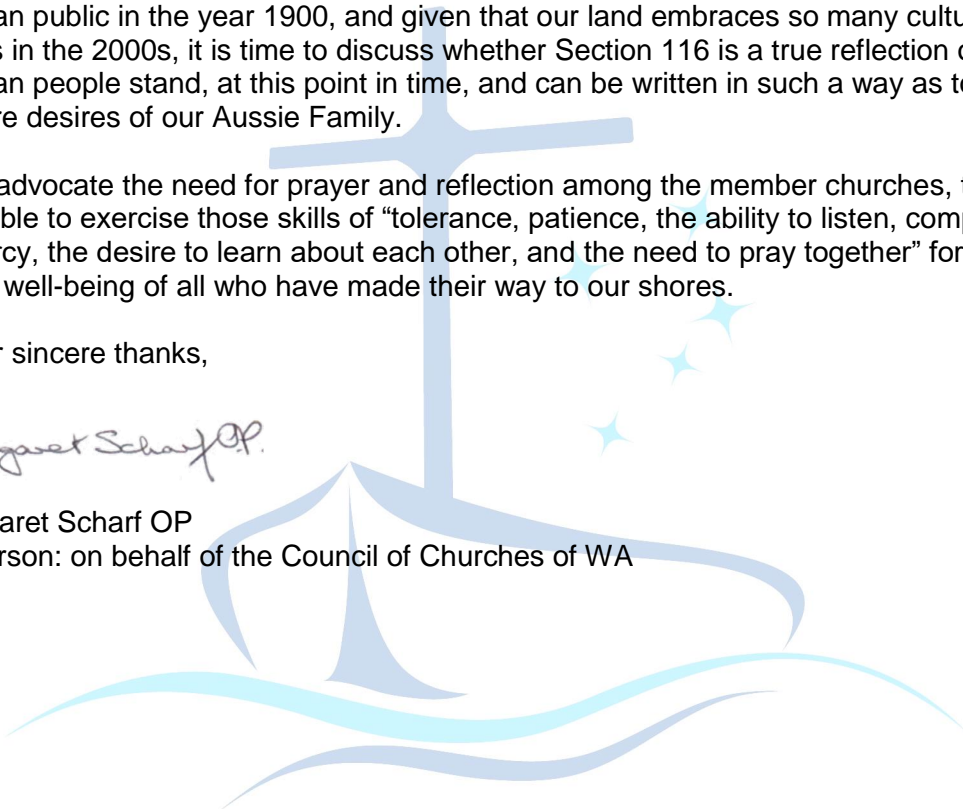 an public in the year 1900, and given that our land embraces so many cultu
s in the 2000s, it is time to discuss whether Section 116 is a true reflection o
an people stand, at this point in time, and can be written in such a way as to
re desires of our Aussie Family.
advocate the need for prayer and reflection among the member churches, t
ble to exercise those skills of “tolerance, patience, the ability to listen, comp
rcy, the desire to learn about each other, and the need to pray together” for
well-being of all who have made their way to our shores.
r sincere thanks,
garet Scharf OP.
aret Scharf OP
rson: on behalf of the Council of Churches of WA